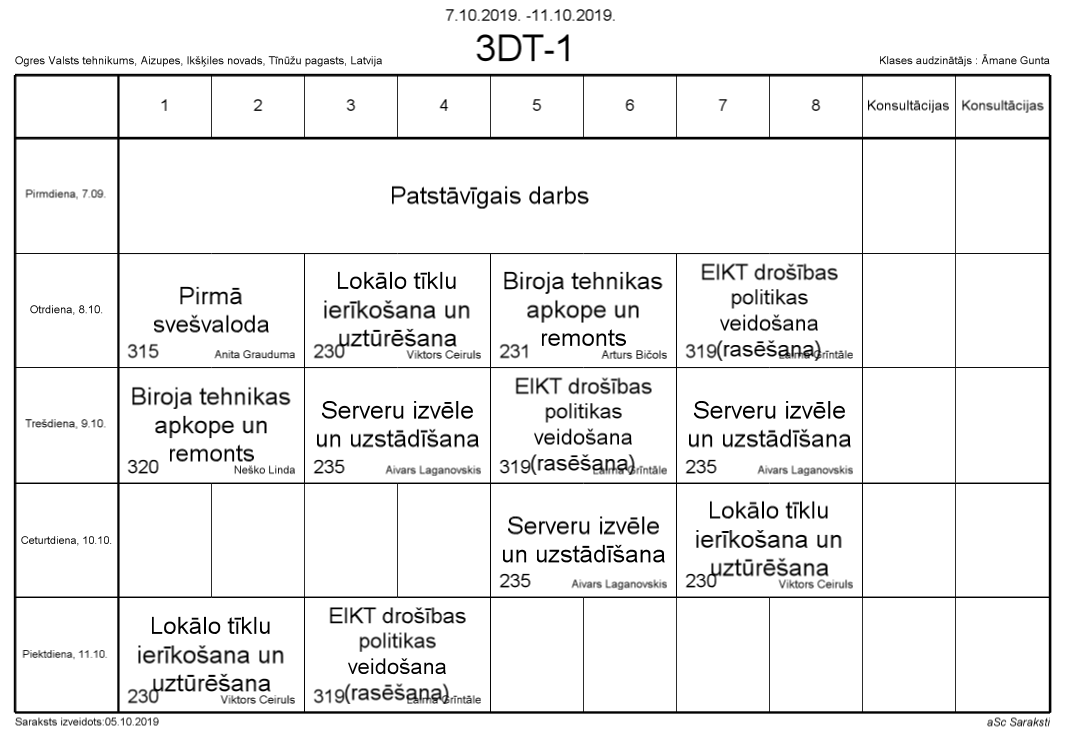 7.10.2019. -11.10.2019.
3DT-1
Ogres Valsts tehnikums, Aizupes, Ikšķiles novads, Tīnūžu pagasts, Latvija
Klases audzinātājs : Āmane Gunta
1 2 3 4 5 6 7 8 Konsultācijas Konsultācijas
Pirmdiena, 7.09.
Patstāvīgais darbs
Otrdiena, 8.10.
Pirmā
svešvaloda
315 Anita Grauduma
Lokālo tīklu
ierīkošana un
uztūrēšana
230 Viktors Ceiruls
Biroja tehnikas
apkope un
remonts
231 Arturs Bičols
EIKT drošības
politikas
veidošana
(rasēšana)
319 Laima Grīntāle
Trešdiena, 9.10.
Biroja tehnikas
apkope un
remonts
320 Neško Linda
Serveru izvēle
un uzstādīšana
235 Aivars Laganovskis
EIKT drošības
politikas
veidošana
(rasēšana)
319 Laima Grīntāle
Serveru izvēle
un uzstādīšana
235 Aivars Laganovskis
Ceturtdiena, 10.10.
Serveru izvēle
un uzstādīšana
235 Aivars Laganovskis
Lokālo tīklu
ierīkošana un
uztūrēšana
230 Viktors Ceiruls
Piektdiena, 11.10.
Lokālo tīklu
ierīkošana un
uztūrēšana
230 Viktors Ceiruls
EIKT drošības
politikas
veidošana
(rasēšana)
319 Laima Grīntāle
Saraksts izveidots:05.10.2019
aSc Saraksti